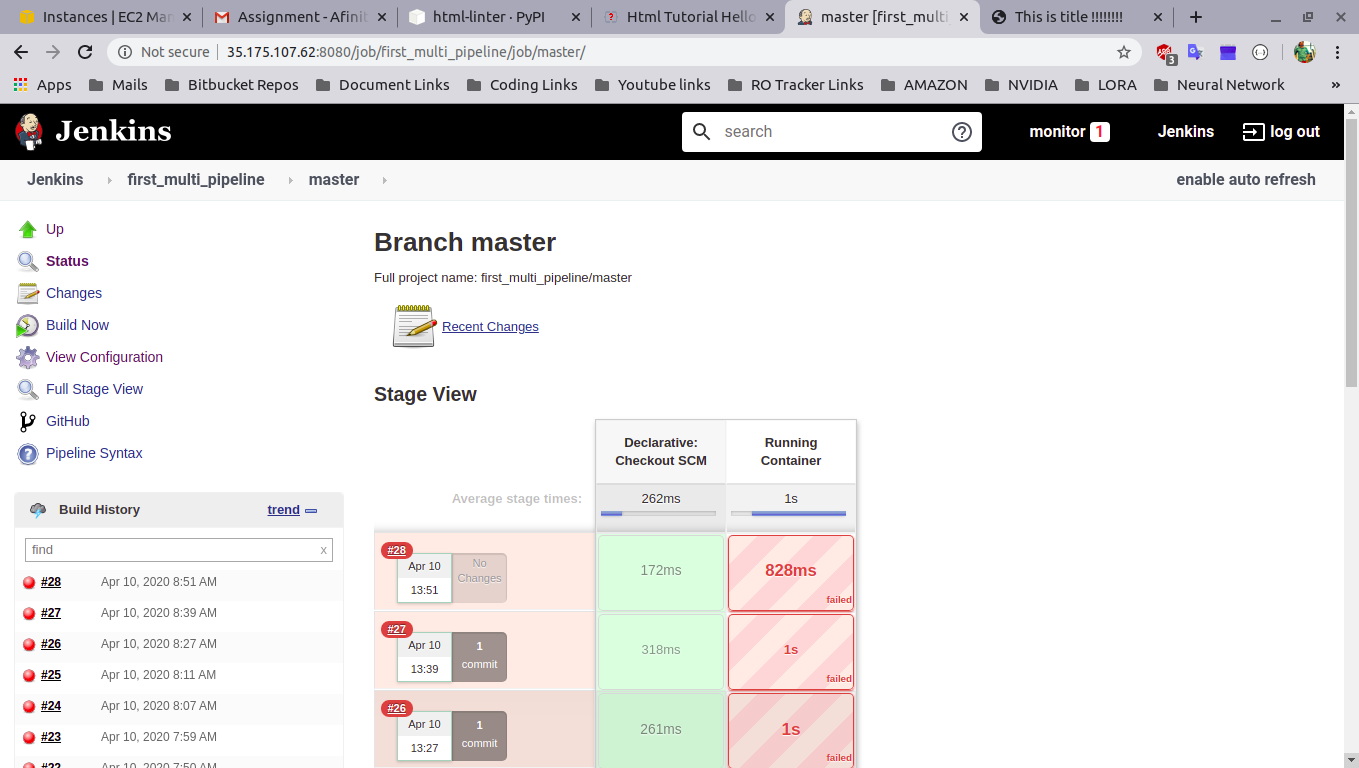 Instances | EC2 Man
Assignment - Afinit
html-linter · PyPI
Html Tutorial Hello
master [first_multi_
This is title !!!!!!!!
Not secure | 35.175.107.62:8080/job/first_multi_pipeline/job/master/
3
Apps
Mails
Bitbucket Repos
Document Links
Coding Links
Youtube links
RO Tracker Links
AMAZON
NVIDIA
LORA
Neural Network
»
Jenkins
search
monitor 1
Jenkins
log out
Jenkins
first_multi_pipeline
master
enable auto refresh
Up
Status
Changes
Build Now
View Configuration
Full Stage View
GitHub
Pipeline Syntax
Build History
trend
find
x
#28 Apr 10, 2020 8:51 AM
#27 Apr 10, 2020 8:39 AM
#26 Apr 10, 2020 8:27 AM
#25 Apr 10, 2020 8:11 AM
#24 Apr 10, 2020 8:07 AM
#23 Apr 10, 2020 7:59 AM
#22 Apr 10, 2020 7:50 AM
Branch master
Full project name: first_multi_pipeline/master
Recent Changes
Stage View
Declarative:
Checkout SCM
Running
Container
Average stage times:
262ms
1s
#28
Apr 10
13:51
No
Changes
172ms
828ms
failed
#27
Apr 10
13:39
1
commit
318ms
1s
failed
#26
Apr 10
13:27
1
commit
261ms
1s
failed